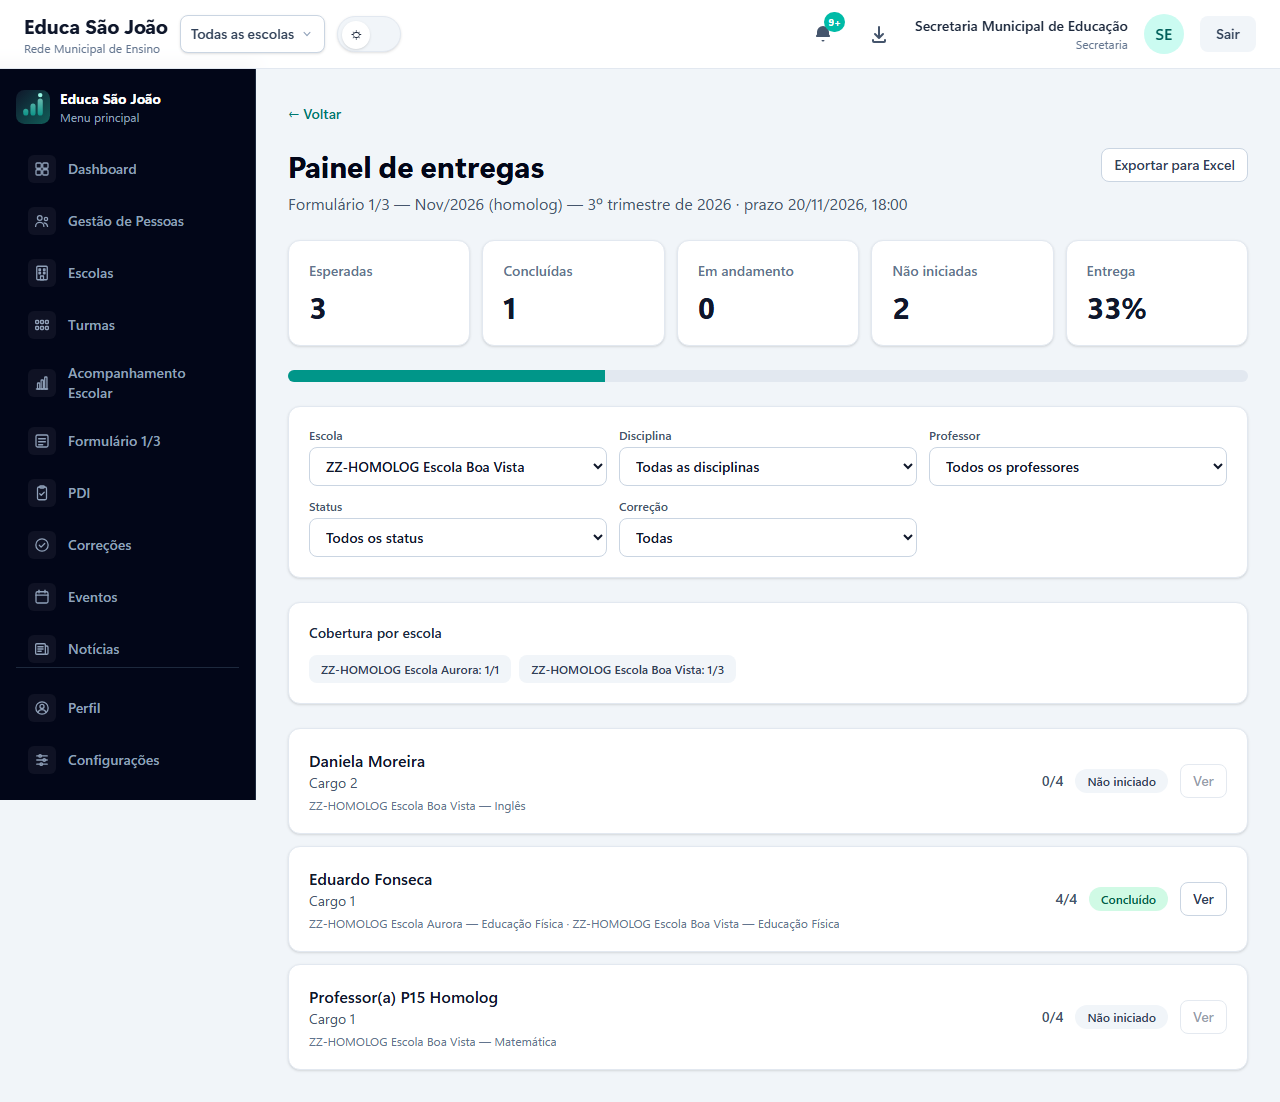 Educa São João
Rede Municipal de Ensino
Todas as escolas
9+
Secretaria Municipal de Educação
Secretaria
SE
Sair
Educa São João
Menu principal
Dashboard
Gestão de Pessoas
Escolas
Turmas
Acompanhamento
Escolar
Formulário 1/3
PDI
Correções
Eventos
Notícias
Perfil
Configurações
← Voltar
Painel de entregas
Exportar para Excel
Formulário 1/3 — Nov/2026 (homolog) — 3º trimestre de 2026 · prazo 20/11/2026, 18:00
Esperadas
3
Concluídas
1
Em andamento
0
Não iniciadas
2
Entrega
33%
Escola
ZZ-HOMOLOG Escola Boa Vista
Disciplina
Todas as disciplinas
Professor
Todos os professores
Status
Todos os status
Correção
Todas
Cobertura por escola
ZZ-HOMOLOG Escola Aurora: 1/1
ZZ-HOMOLOG Escola Boa Vista: 1/3
Daniela Moreira
Cargo 2
ZZ-HOMOLOG Escola Boa Vista — Inglês
0/4
Não iniciado
Ver
Eduardo Fonseca
Cargo 1
ZZ-HOMOLOG Escola Aurora — Educação Física · ZZ-HOMOLOG Escola Boa Vista — Educação Física
4/4
Concluído
Ver
Professor(a) P15 Homolog
Cargo 1
ZZ-HOMOLOG Escola Boa Vista — Matemática
0/4
Não iniciado
Ver